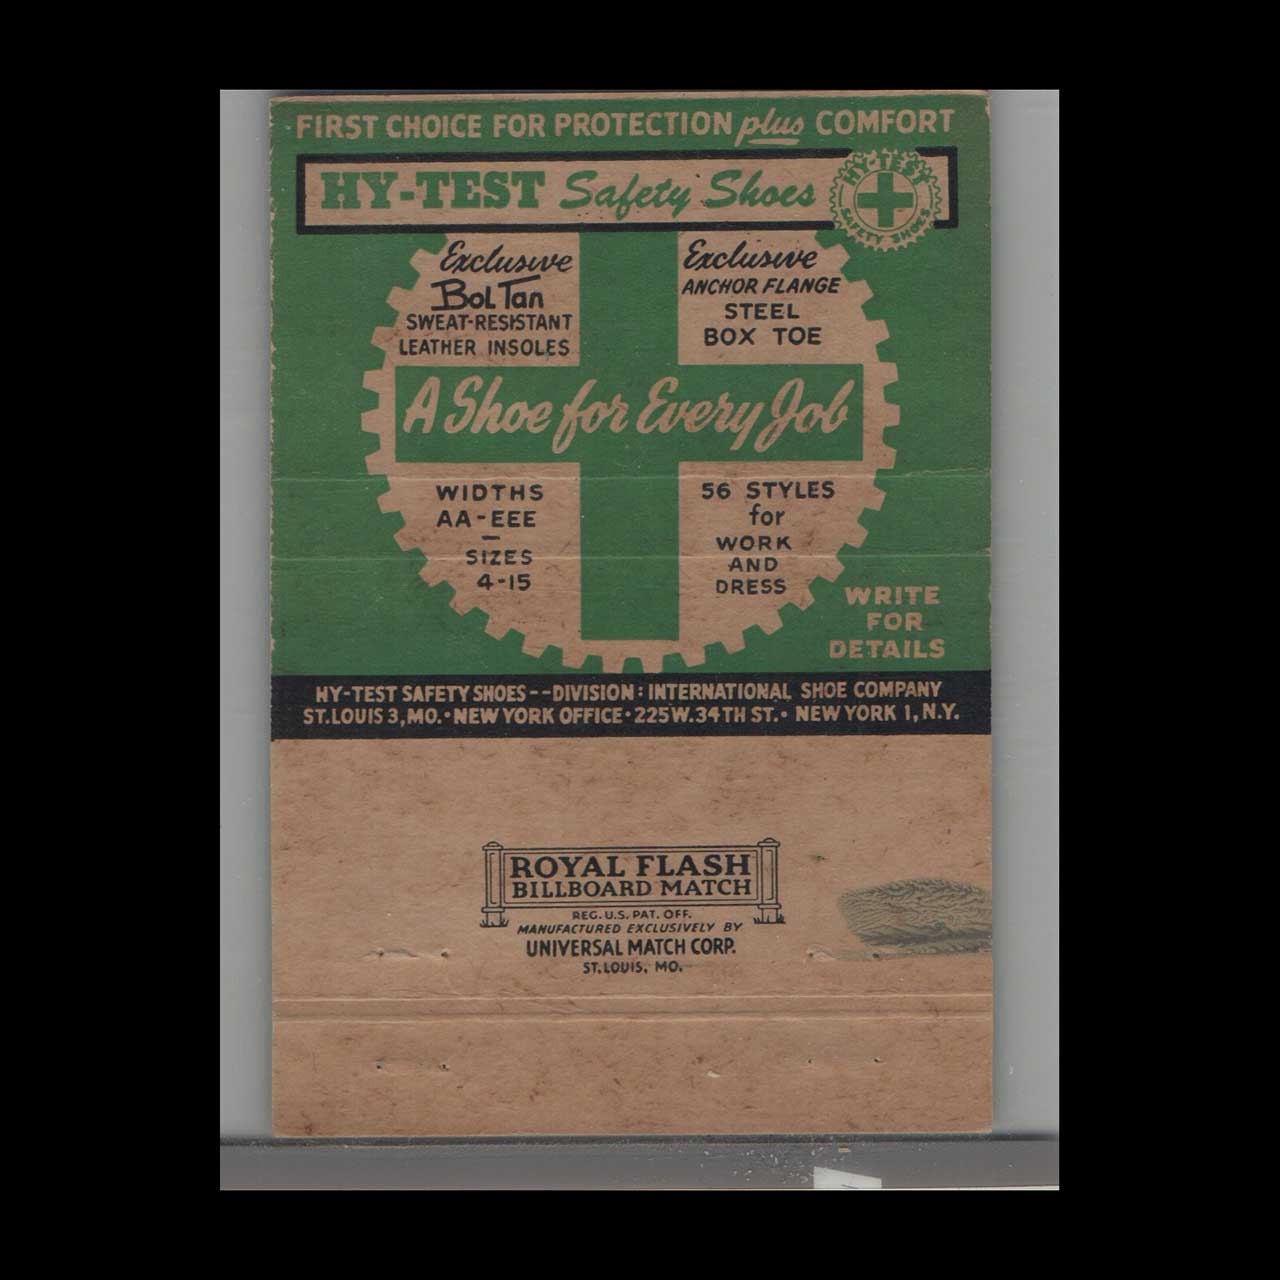 FIRST CHOICE FOR PROTECTION plus COMFORT
HY-TEST Safety Shoes
HY-TEST
SAFETY SHOES
Exclusive
BolTan
SWEAT-RESISTANT
LEATHER INSOLES
Exclusive
ANCHOR FLANGE
STEEL
BOX TOE
A Shoe for Every Job
WIDTHS
AA-EEE
–
SIZES
4-15
56 STYLES
for
WORK
AND
DRESS
WRITE
FOR
DETAILS
HY-TEST SAFETY SHOES--DIVISION: INTERNATIONAL SHOE COMPANY
ST. LOUIS 3, MO. • NEW YORK OFFICE • 225 W. 34TH ST. • NEW YORK 1, N.Y.
ROYAL FLASH
BILLBOARD MATCH
REG. U.S. PAT. OFF.
MANUFACTURED EXCLUSIVELY BY
UNIVERSAL MATCH CORP.
ST. LOUIS, MO.